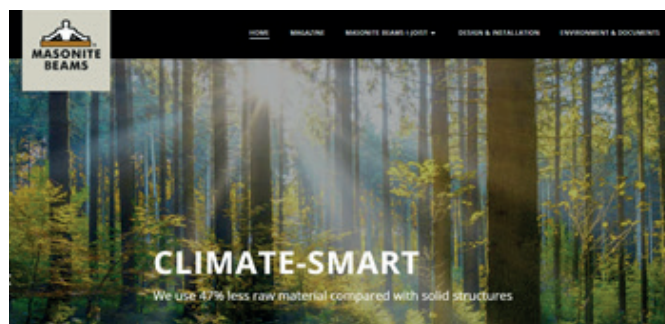 MASONITE
BEAMS
HOME MAGAZINE MASONITE BEAMS I-JOIST DESIGN & INSTALLATION ENVIRONMENT & DOCUMENTS
CLIMATE-SMART
We use 47% less raw material compared with solid structures